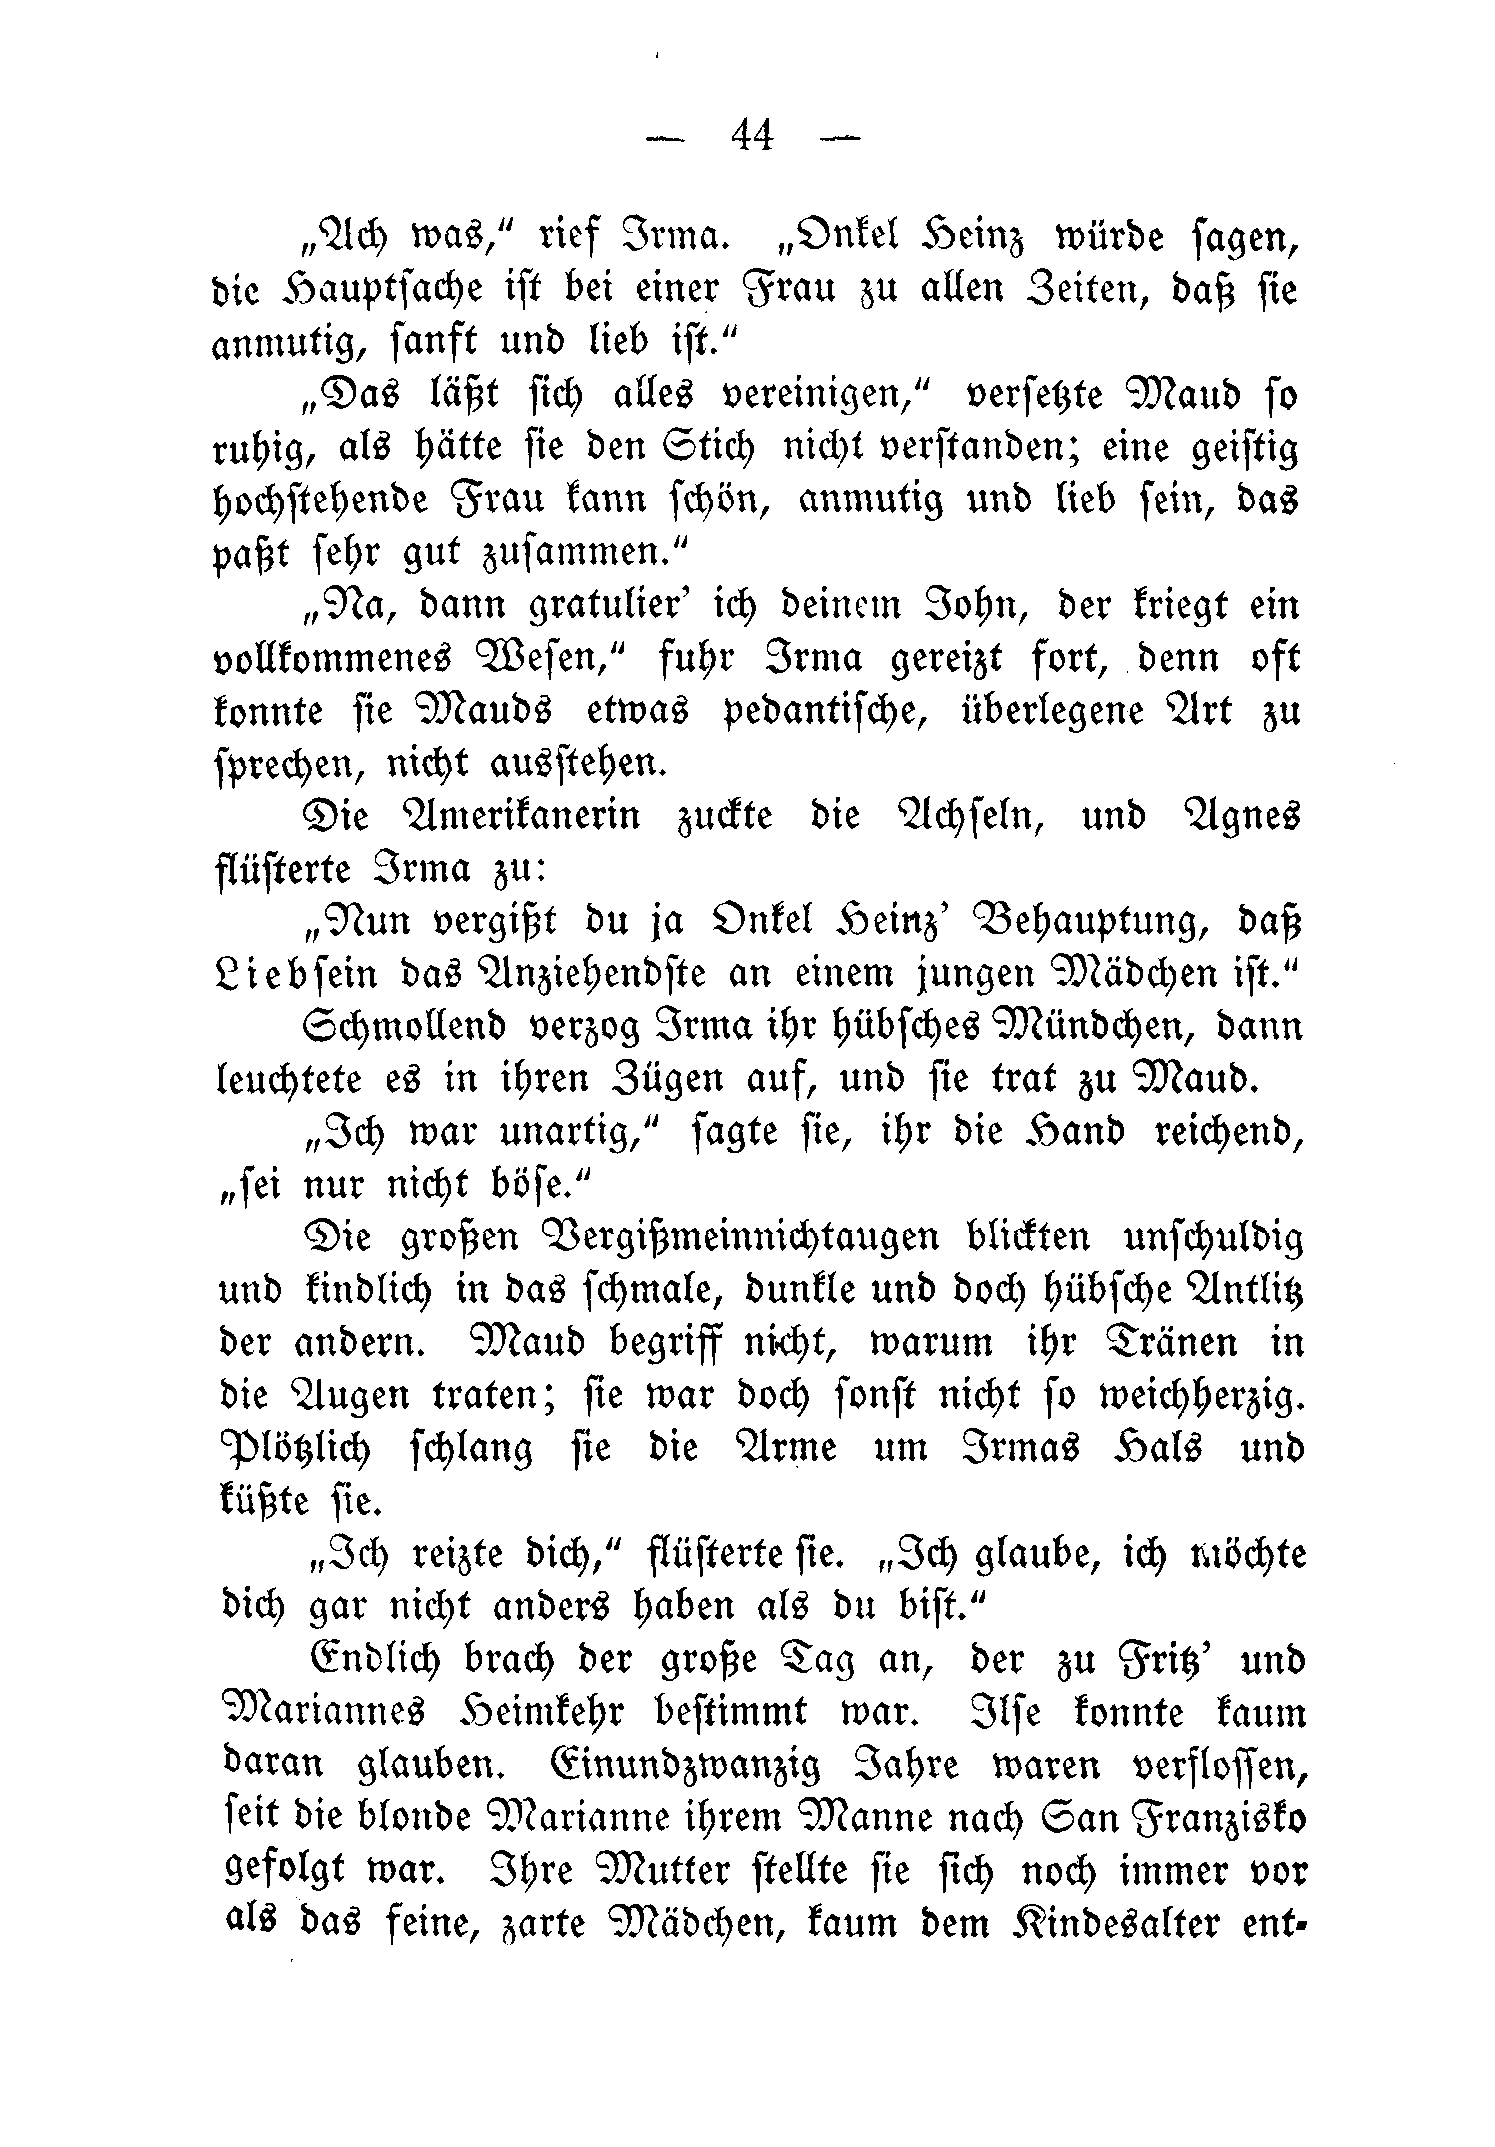 — 44 —
„Ach was,“ rief Irma. „Onkel Heinz würde sagen,
die Hauptsache ist bei einer Frau zu allen Zeiten, daß sie
anmutig, sanft und lieb ist.“
„Das läßt sich alles vereinigen,“ versetzte Maud so
ruhig, als hätte sie den Stich nicht verstanden; eine geistig
hochstehende Frau kann schön, anmutig und lieb sein, das
paßt sehr gut zusammen.“
„Na, dann gratulier’ ich deinem John, der kriegt ein
vollkommenes Wesen,“ fuhr Irma gereizt fort, denn oft
konnte sie Mauds etwas pedantische, überlegene Art zu
sprechen, nicht ausstehen.
Die Amerikanerin zuckte die Achseln, und Agnes
flüsterte Irma zu:
„Nun vergißt du ja Onkel Heinz’ Behauptung, daß
Liebsein das Anziehendste an einem jungen Mädchen ist.“
Schmollend verzog Irma ihr hübsches Mündchen, dann
leuchtete es in ihren Zügen auf, und sie trat zu Maud.
„Ich war unartig,“ sagte sie, ihr die Hand reichend,
„sei nur nicht böse.“
Die großen Vergißmeinnichtaugen blickten unschuldig
und kindlich in das schmale, dunkle und doch hübsche Antlitz
der andern. Maud begriff nicht, warum ihr Tränen in
die Augen traten; sie war doch sonst nicht so weichherzig.
Plötzlich schlang sie die Arme um Irmas Hals und
küßte sie.
„Ich reizte dich,“ flüsterte sie. „Ich glaube, ich möchte
dich gar nicht anders haben als du bist.“
Endlich brach der große Tag an, der zu Fritz’ und
Mariannes Heimkehr bestimmt war. Ilse konnte kaum
daran glauben. Einundzwanzig Jahre waren verflossen,
seit die blonde Marianne ihrem Manne nach San Franzisko
gefolgt war. Ihre Mutter stellte sie sich noch immer vor
als das feine, zarte Mädchen, kaum dem Kindesalter ent-